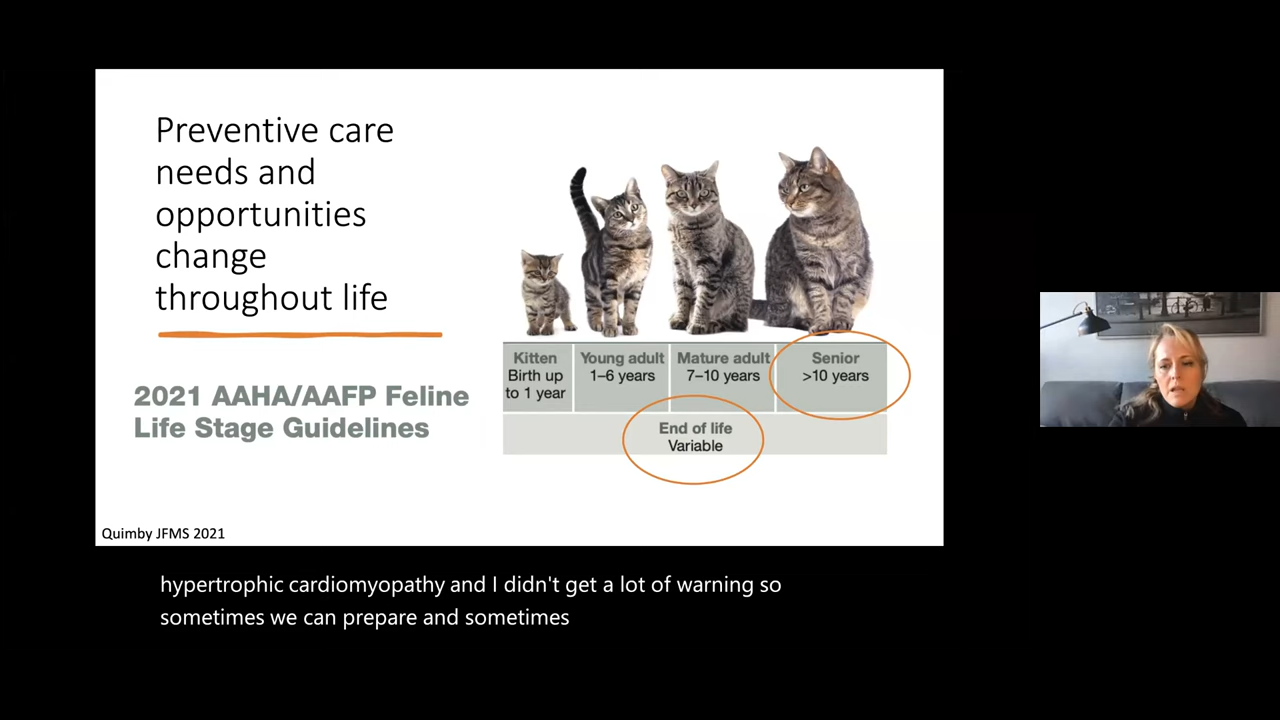 Preventive care
needs and
opportunities
change
throughout life
2021 AAHA/AAFP Feline
Life Stage Guidelines
Kitten
Birth up
to 1 year
Young adult
1–6 years
Mature adult
7–10 years
Senior
>10 years
End of life
Variable
Quimby JFMS 2021
hypertrophic cardiomyopathy and I didn't get a lot of warning so
sometimes we can prepare and sometimes